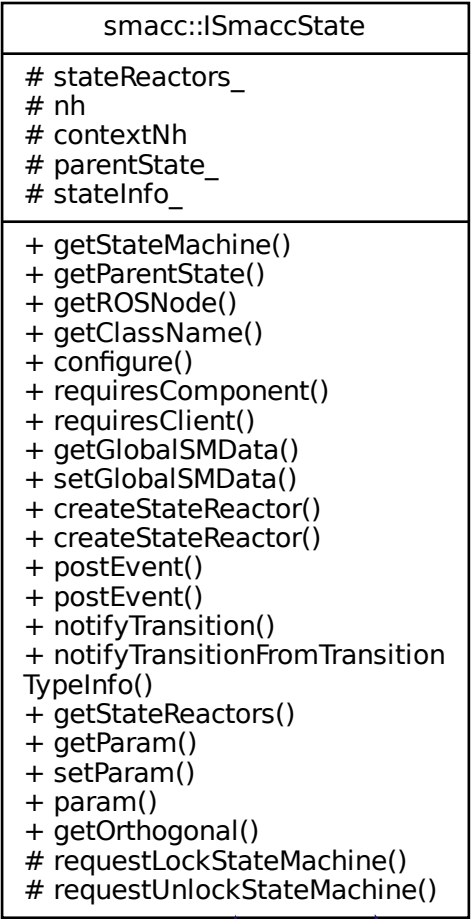 smacc::ISmaccState
# stateReactors_
# nh
# contextNh
# parentState_
# stateInfo_
+ getStateMachine()
+ getParentState()
+ getROSNode()
+ getClassName()
+ configure()
+ requiresComponent()
+ requiresClient()
+ getGlobalSMData()
+ setGlobalSMData()
+ createStateReactor()
+ createStateReactor()
+ postEvent()
+ postEvent()
+ notifyTransition()
+ notifyTransitionFromTransition
TypeInfo()
+ getStateReactors()
+ getParam()
+ setParam()
+ param()
+ getOrthogonal()
# requestLockStateMachine()
# requestUnlockStateMachine()